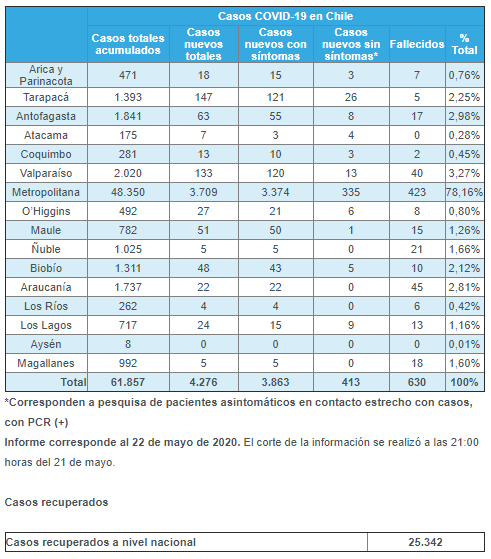 Casos COVID-19 en Chile
Casos totales acumulados Casos nuevos totales Casos nuevos con síntomas Casos nuevos sin síntomas* Fallecidos % Total
Arica y Parinacota 471 18 15 3 7 0,76%
Tarapacá 1.393 147 121 26 5 2,25%
Antofagasta 1.841 63 55 8 17 2,98%
Atacama 175 7 3 4 0 0,28%
Coquimbo 281 13 10 3 2 0,45%
Valparaíso 2.020 133 120 13 40 3,27%
Metropolitana 48.350 3.709 3.374 335 423 78,16%
O'Higgins 492 27 21 6 8 0,80%
Maule 782 51 50 1 15 1,26%
Ñuble 1.025 5 5 0 21 1,66%
Biobío 1.311 48 43 5 10 2,12%
Araucanía 1.737 22 22 0 45 2,81%
Los Ríos 262 4 4 0 6 0,42%
Los Lagos 717 24 15 9 13 1,16%
Aysén 8 0 0 0 0 0,01%
Magallanes 992 5 5 0 18 1,60%
Total 61.857 4.276 3.863 413 630 100%
*Corresponden a pesquisa de pacientes asintomáticos en contacto estrecho con casos,
con PCR (+)
Informe corresponde al 22 de mayo de 2020. El corte de la información se realizó a las 21:00
horas del 21 de mayo.
Casos recuperados
Casos recuperados a nivel nacional 25.342